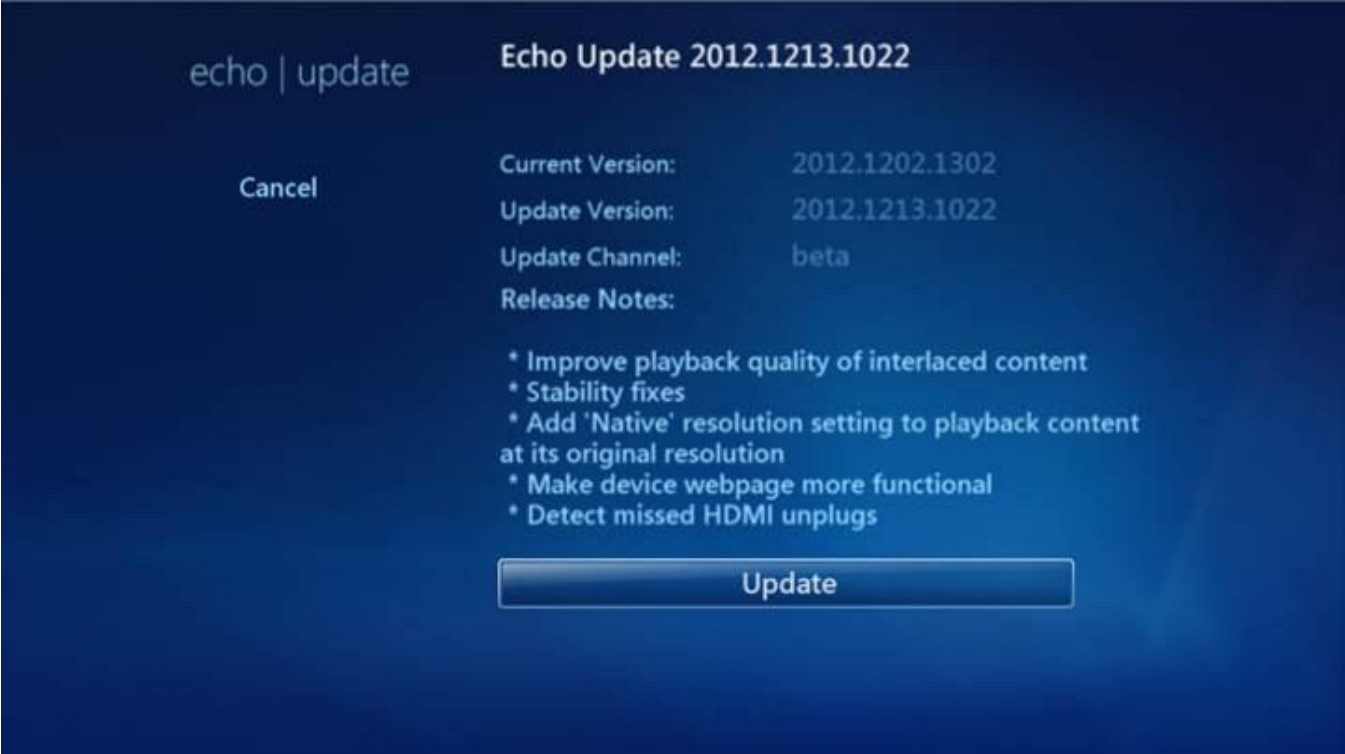 echo | update
Echo Update 2012.1213.1022
Cancel
Current Version: 2012.1202.1302
Update Version: 2012.1213.1022
Update Channel: beta
Release Notes:
* Improve playback quality of interlaced content
* Stability fixes
* Add 'Native' resolution setting to playback content
at its original resolution
* Make device webpage more functional
* Detect missed HDMI unplugs
Update